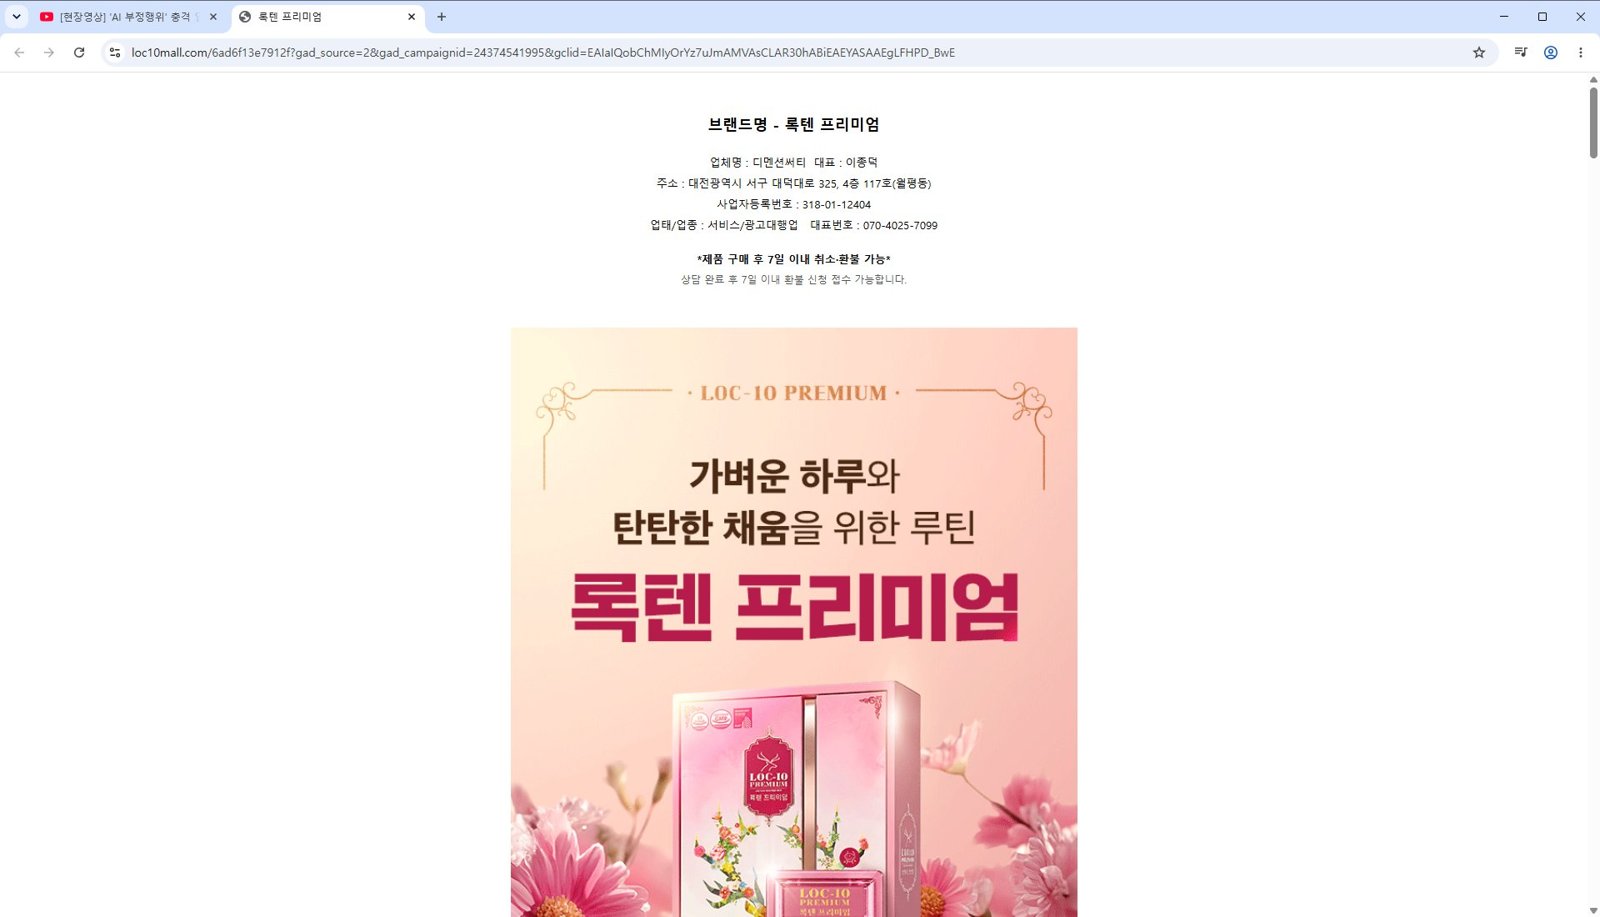 [현장영상] 'AI 부정행위' 충격
록텐 프리미엄
loc10mall.com/6ad6f13e7912f?gad_source=2&gad_campaignid=24374541995&gclid=EAIaIQobChMIyOrYz7uJmAMVAsCLAR30hABiEAEYASAAEgLFHPD_BwE
브랜드명 - 록텐 프리미엄
업체명 : 디멘션써티 대표 : 이종덕
주소 : 대전광역시 서구 대덕대로 325, 4층 117호(월평동)
사업자등록번호 : 318-01-12404
업태/업종 : 서비스/광고대행업 대표번호 : 070-4025-7099
*제품 구매 후 7일 이내 취소·환불 가능*
상담 완료 후 7일 이내 환불 신청 접수 가능합니다.
· LOC-10 PREMIUM ·
가벼운 하루와
탄탄한 채움을 위한 루틴
록텐 프리미엄
LOC-10
PREMIUM
록텐 프리미엄
LOC-10
PREMIUM
록텐 프리미엄